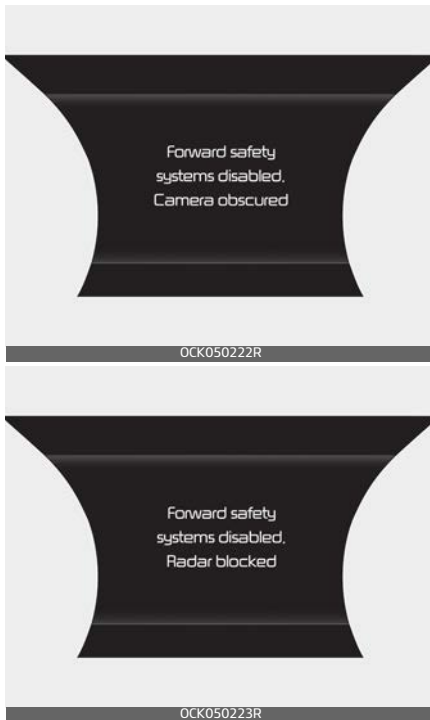 Forward safety
systems disabled.
Camera obscured
OCK050222R
Forward safety
systems disabled.
Radar blocked
OCK050223R